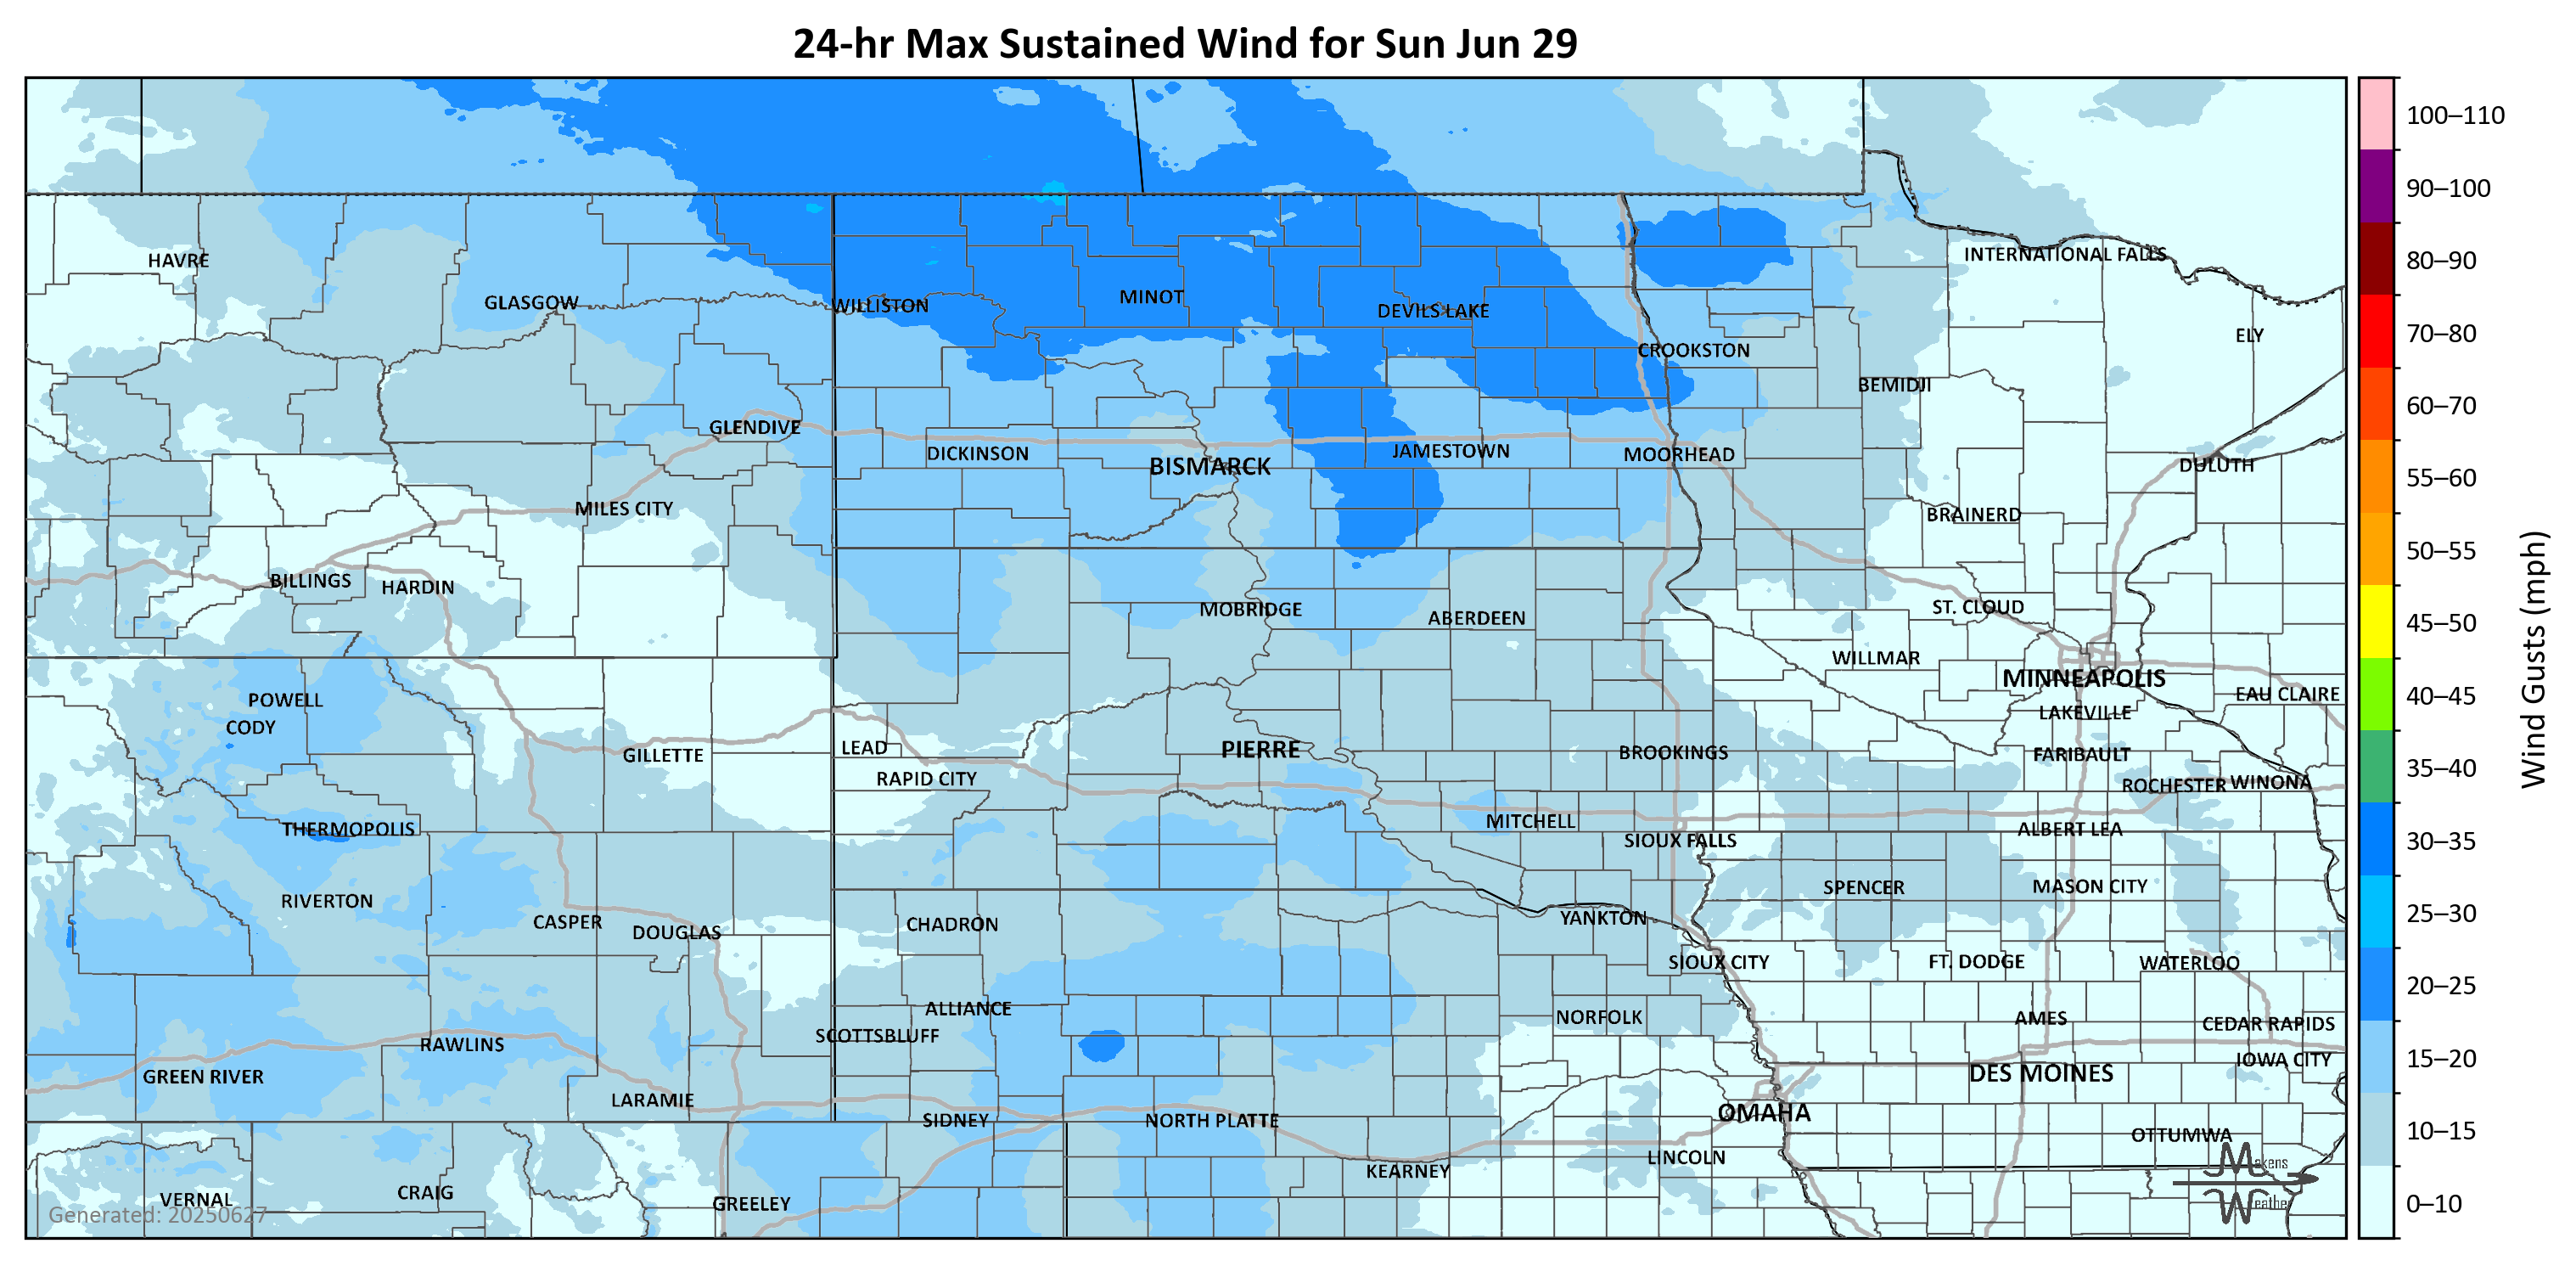 24-hr Max Sustained Wind for Sun Jun 29
100–110
90–100
80–90
70–80
60–70
55–60
50–55
45–50
40–45
35–40
30–35
25–30
20–25
15–20
10–15
0–10
Wind Gusts (mph)
HAVRE
INTERNATIONAL FALLS
GLASGOW
WILLISTON
MINOT
DEVILS LAKE
ELY
CROOKSTON
BEMIDJI
GLENDIVE
DICKINSON
BISMARCK
JAMESTOWN
MOORHEAD
DULUTH
MILES CITY
BRAINERD
BILLINGS
HARDIN
MOBRIDGE
ABERDEEN
ST. CLOUD
WILLMAR
MINNEAPOLIS
POWELL
EAU CLAIRE
CODY
LAKEVILLE
GILLETTE
LEAD
PIERRE
BROOKINGS
FARIBAULT
RAPID CITY
ROCHESTER
WINONA
THERMOPOLIS
MITCHELL
SIOUX FALLS
ALBERT LEA
RIVERTON
SPENCER
MASON CITY
CASPER
DOUGLAS
CHADRON
YANKTON
SIOUX CITY
FT. DODGE
WATERLOO
ALLIANCE
SCOTTSBLUFF
NORFOLK
AMES
CEDAR RAPIDS
RAWLINS
IOWA CITY
GREEN RIVER
DES MOINES
LARAMIE
SIDNEY
NORTH PLATTE
OMAHA
OTTUMWA
LINCOLN
KEARNEY
VERNAL
CRAIG
GREELEY
Generated: 20250627
Makens
Weather